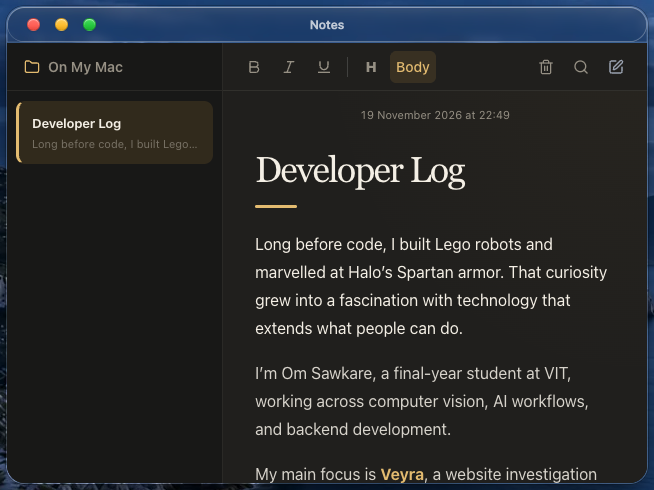 Notes
On My Mac
B I U H Body
Developer Log
Long before code, I built Lego...
19 November 2026 at 22:49
Developer Log
Long before code, I built Lego robots and
marvelled at Halo’s Spartan armor. That curiosity
grew into a fascination with technology that
extends what people can do.
I’m Om Sawkare, a final-year student at VIT,
working across computer vision, AI workflows,
and backend development.
My main focus is Veyra, a website investigation